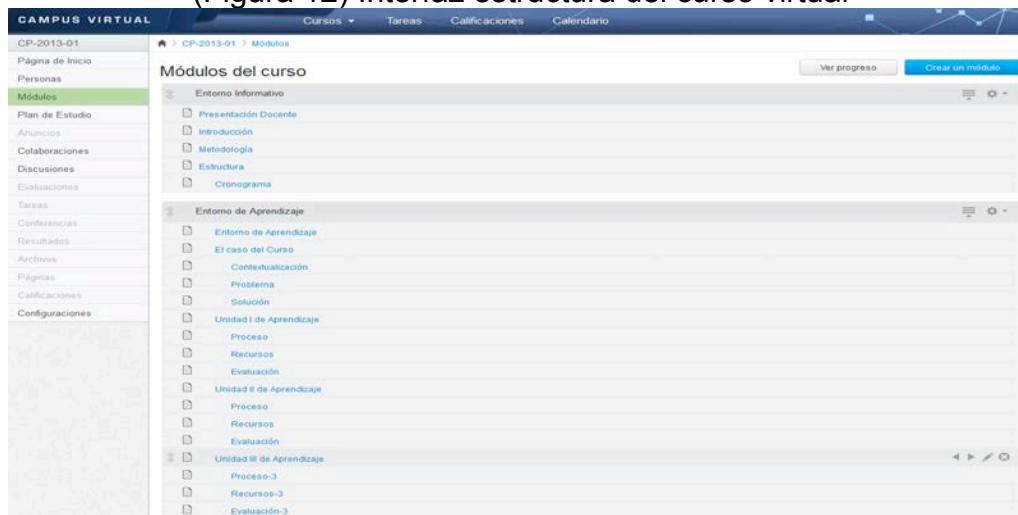 (Figura 12) Interfaz estructura del curso virtual
CAMPUS VIRTUAL
Cursos Tareas Calificaciones Calendario
CP-2013-01
Página de Inicio
Personas
Módulos
Plan de Estudio
Anuncios
Colaboraciones
Discusiones
Evaluaciones
Tareas
Conferencias
Resultados
Archivos
Páginas
Calificaciones
Configuraciones
CP-2013-01 > Módulos
Módulos del curso
Ver progreso
Crear un módulo
Entorno Informativo
Presentación Docente
Introducción
Metodología
Estructura
Cronograma
Entorno de Aprendizaje
Entorno de Aprendizaje
El caso del Curso
Contextualización
Problema
Solución
Unidad I de Aprendizaje
Proceso
Recursos
Evaluación
Unidad II de Aprendizaje
Proceso
Recursos
Evaluación
Unidad III de Aprendizaje
Proceso-3
Recursos-3
Evaluación-3